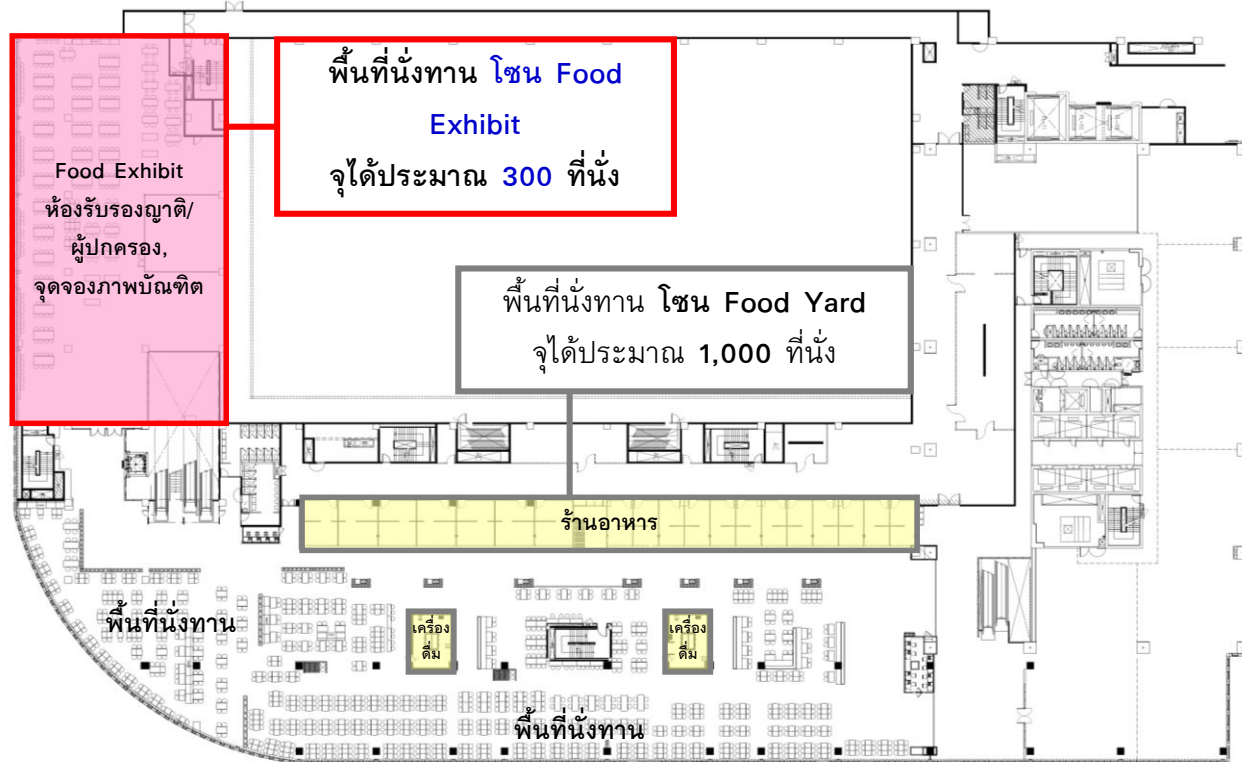 พื้นที่นั่งทาน โซน Food
Exhibit
จุได้ประมาณ 300 ที่นั่ง
Food Exhibit
ห้องรับรองญาติ/
ผู้ปกครอง,
จุดจองภาพบัณฑิต
พื้นที่นั่งทาน โซน Food Yard
จุได้ประมาณ 1,000 ที่นั่ง
ร้านอาหาร
พื้นที่นั่งทาน
เครื่อง
ดื่ม
เครื่อง
ดื่ม
พื้นที่นั่งทาน